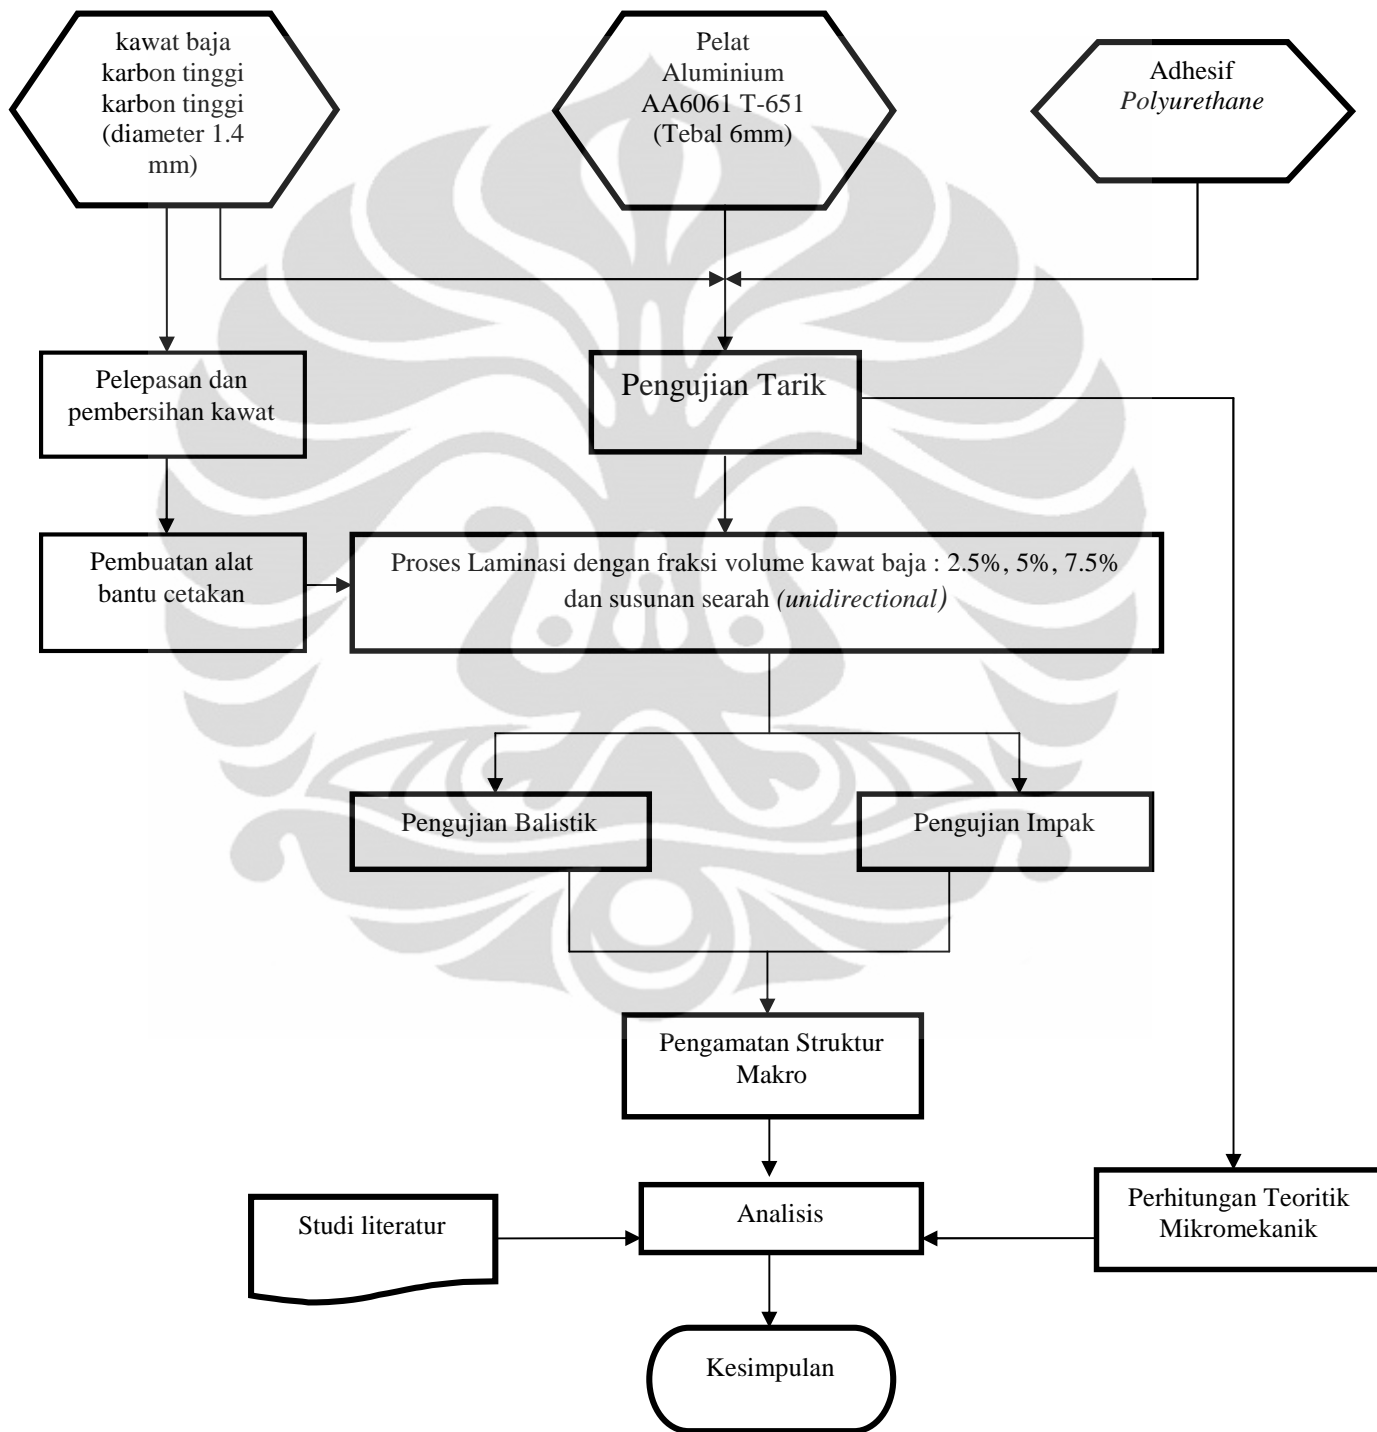 kawat baja
karbon tinggi
karbon tinggi
(diameter 1.4
mm)
Pelat
Aluminium
AA6061 T-651
(Tebal 6mm)
Adhesif
Polyurethane
Pelepasan dan
pembersihan kawat
Pengujian Tarik
Pembuatan alat
bantu cetakan
Proses Laminasi dengan fraksi volume kawat baja : 2.5%, 5%, 7.5%
dan susunan searah (unidirectional)
Pengujian Balistik
Pengujian Impak
Pengamatan Struktur
Makro
Studi literatur
Analisis
Perhitungan Teoritik
Mikromekanik
Kesimpulan